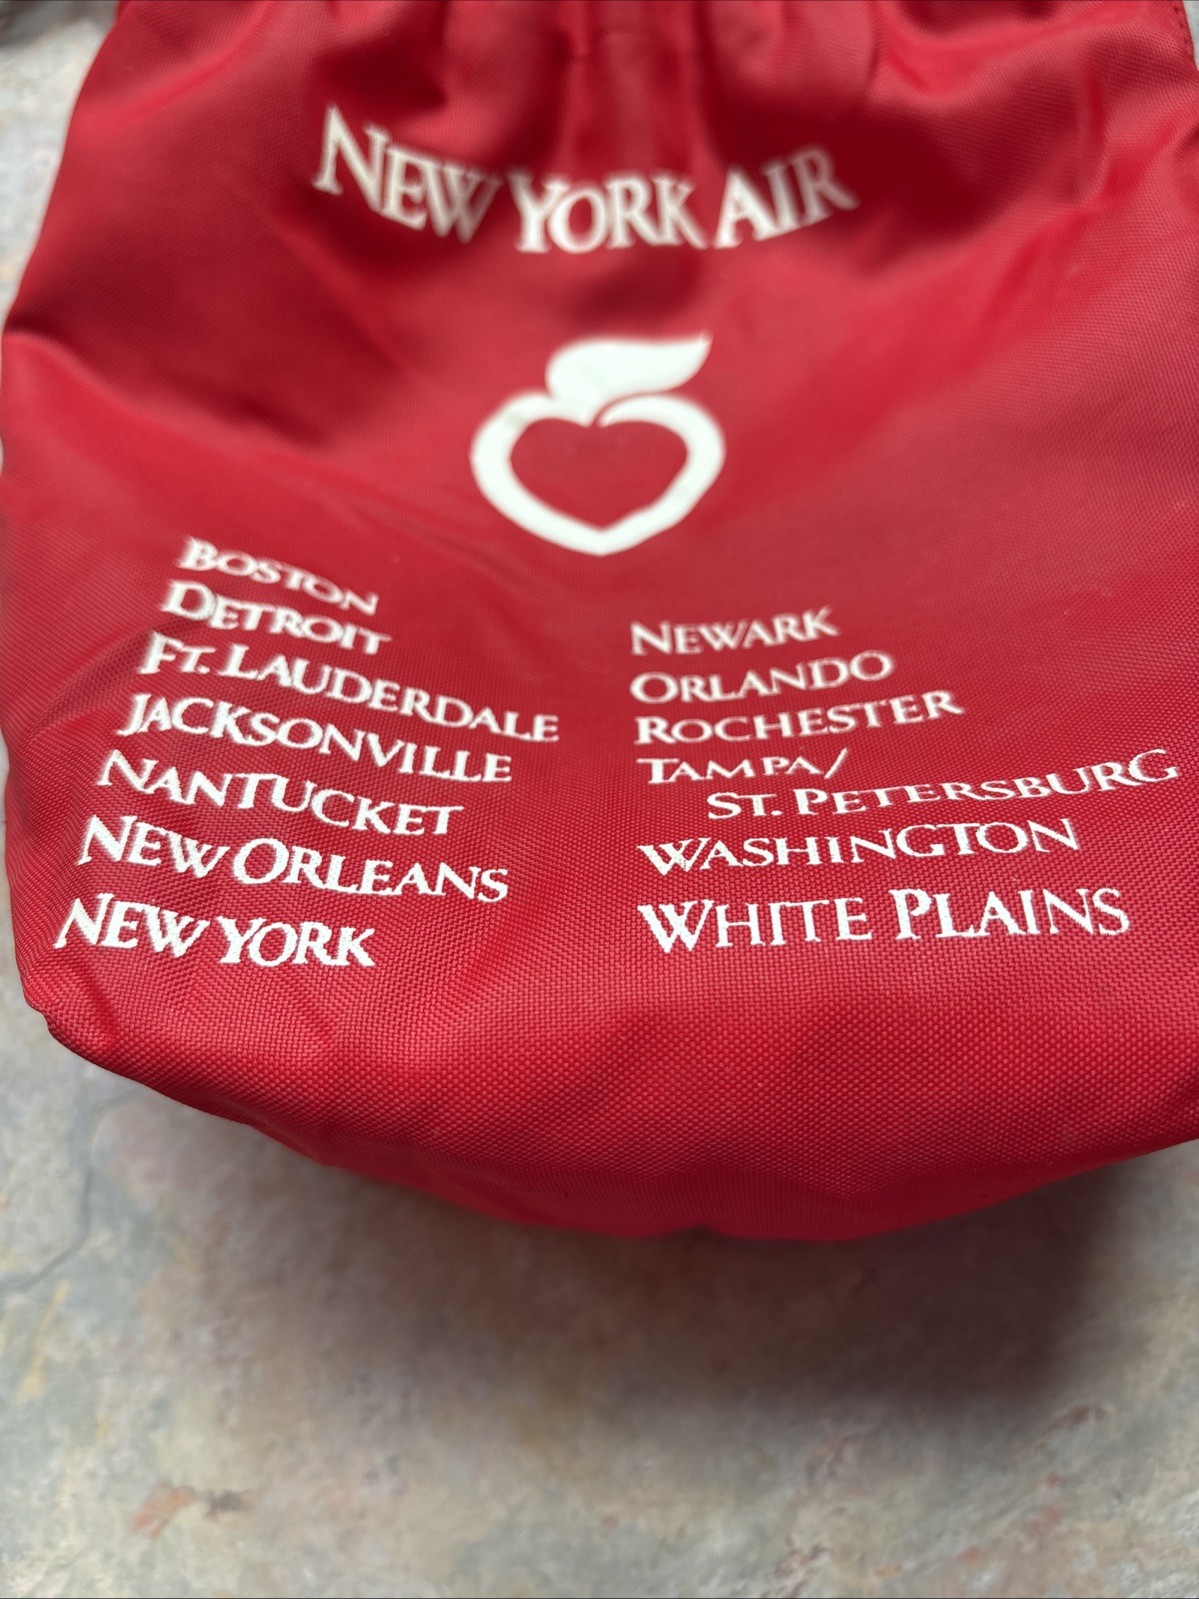 NEW YORK AIR
BOSTON
DETROIT
FT. LAUDERDALE
JACKSONVILLE
NANTUCKET
NEW ORLEANS
NEW YORK
NEWARK
ORLANDO
ROCHESTER
TAMPA/
ST. PETERSBURG
WASHINGTON
WHITE PLAINS